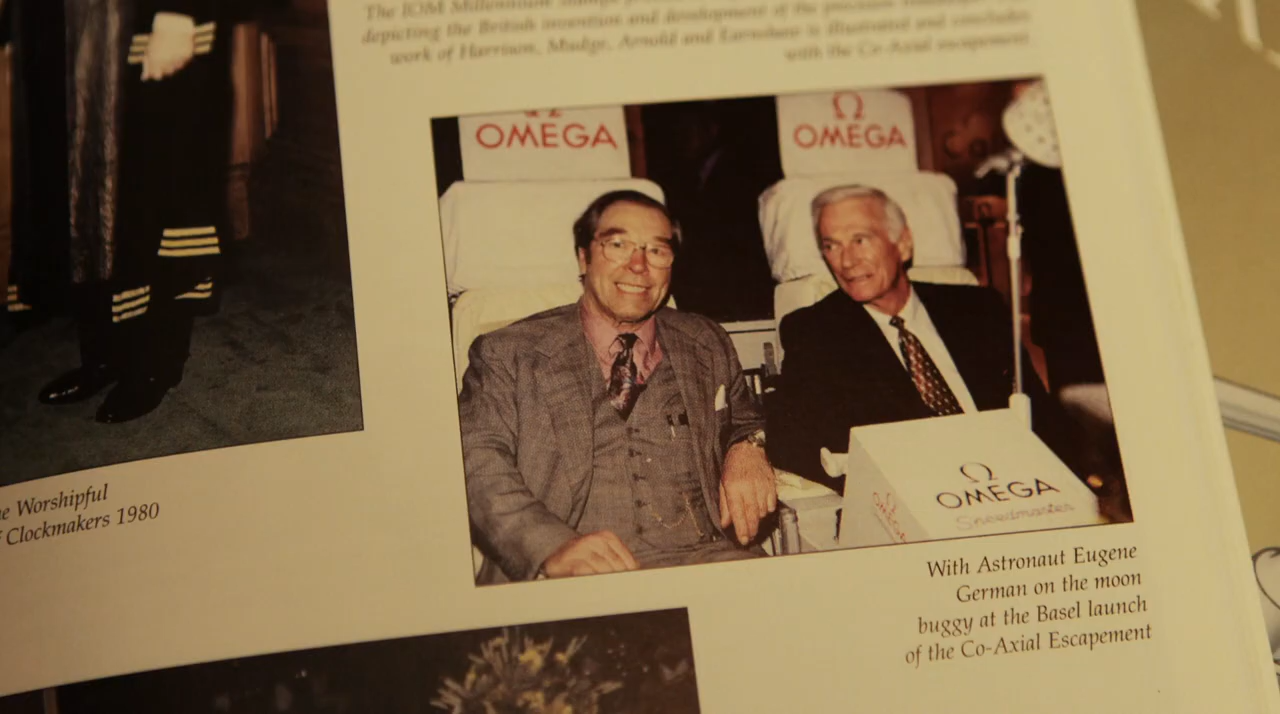 The IOM Millennium
depicting the British invention and development of the precision
work of Harrison, Mudge, Arnold and Earnshaw is illustrated and concludes
with the Co-Axial escapement
OMEGA
OMEGA
OMEGA
Speedmaster
OMEGA
With Astronaut Eugene
German on the moon
buggy at the Basel launch
of the Co-Axial Escapement
Worshipful
Clockmakers 1980